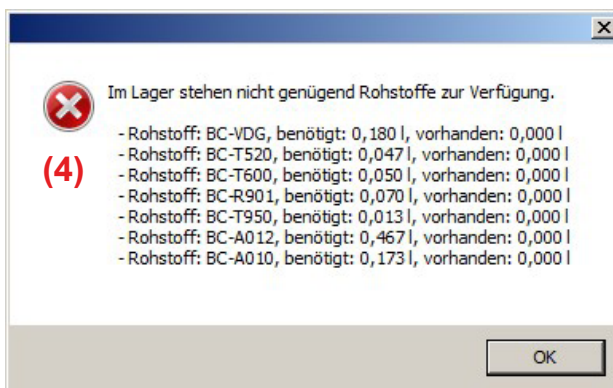 Im Lager stehen nicht genügend Rohstoffe zur Verfügung.
- Rohstoff: BC-VDG, benötigt: 0,180 l, vorhanden: 0,000 l
(4)
- Rohstoff: BC-T520, benötigt: 0,047 l, vorhanden: 0,000 l
- Rohstoff: BC-T600, benötigt: 0,050 l, vorhanden: 0,000 l
- Rohstoff: BC-R901, benötigt: 0,070 l, vorhanden: 0,000 l
- Rohstoff: BC-T950, benötigt: 0,013 l, vorhanden: 0,000 l
- Rohstoff: BC-A012, benötigt: 0,467 l, vorhanden: 0,000 l
- Rohstoff: BC-A010, benötigt: 0,173 l, vorhanden: 0,000 l
OK